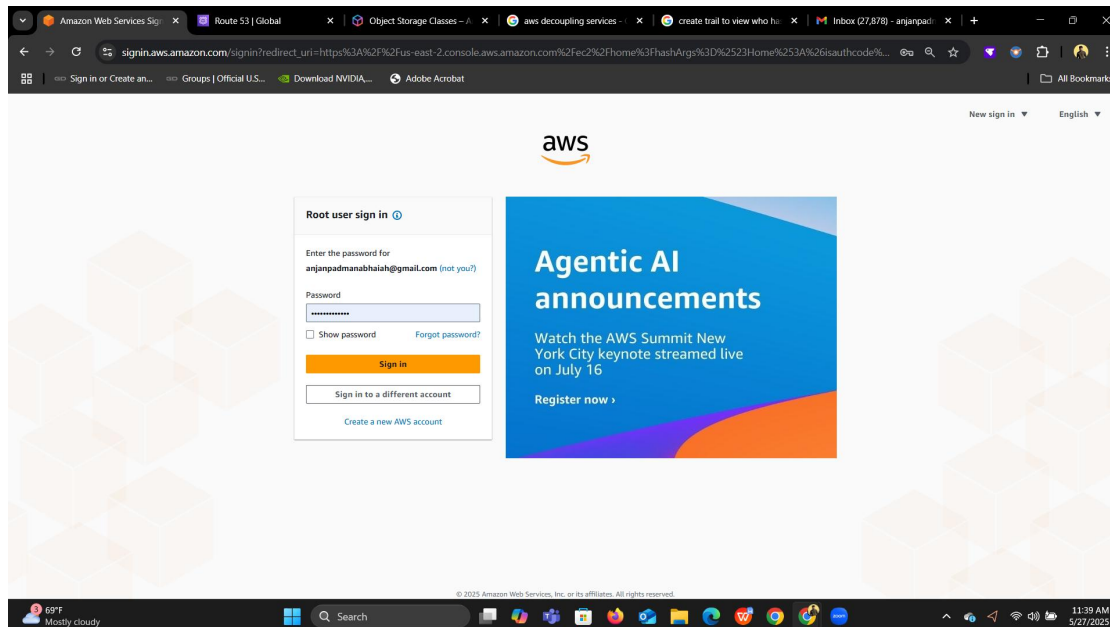 Amazon Web Services Sign
Route 53 | Global
Object Storage Classes – A
aws decoupling services -
create trail to view who ha
Inbox (27,878) - anjanpadn
signin.aws.amazon.com/signin?redirect_uri=https%3A%2F%2Fus-east-2.console.aws.amazon.com%2Fec2%2Fhome%3FhashArgs%3D%2523Home%253A%26isauthcode%...
Sign in or Create an...
Groups | Official U.S...
Download NVIDIA,...
Adobe Acrobat
All Bookmarks
New sign in ▼
English ▼
aws
Root user sign in
Enter the password for
anjanpadmanabhaiah@gmail.com (not you?)
Password
•••••••••••••
Show password
Forgot password?
Sign in
Sign in to a different account
Create a new AWS account
Agentic AI
announcements
Watch the AWS Summit New
York City keynote streamed live
on July 16
Register now ›
© 2025 Amazon Web Services, Inc. or its affiliates. All rights reserved.
3
69°F
Mostly cloudy
Search
zoom
11:39 AM
5/27/2025